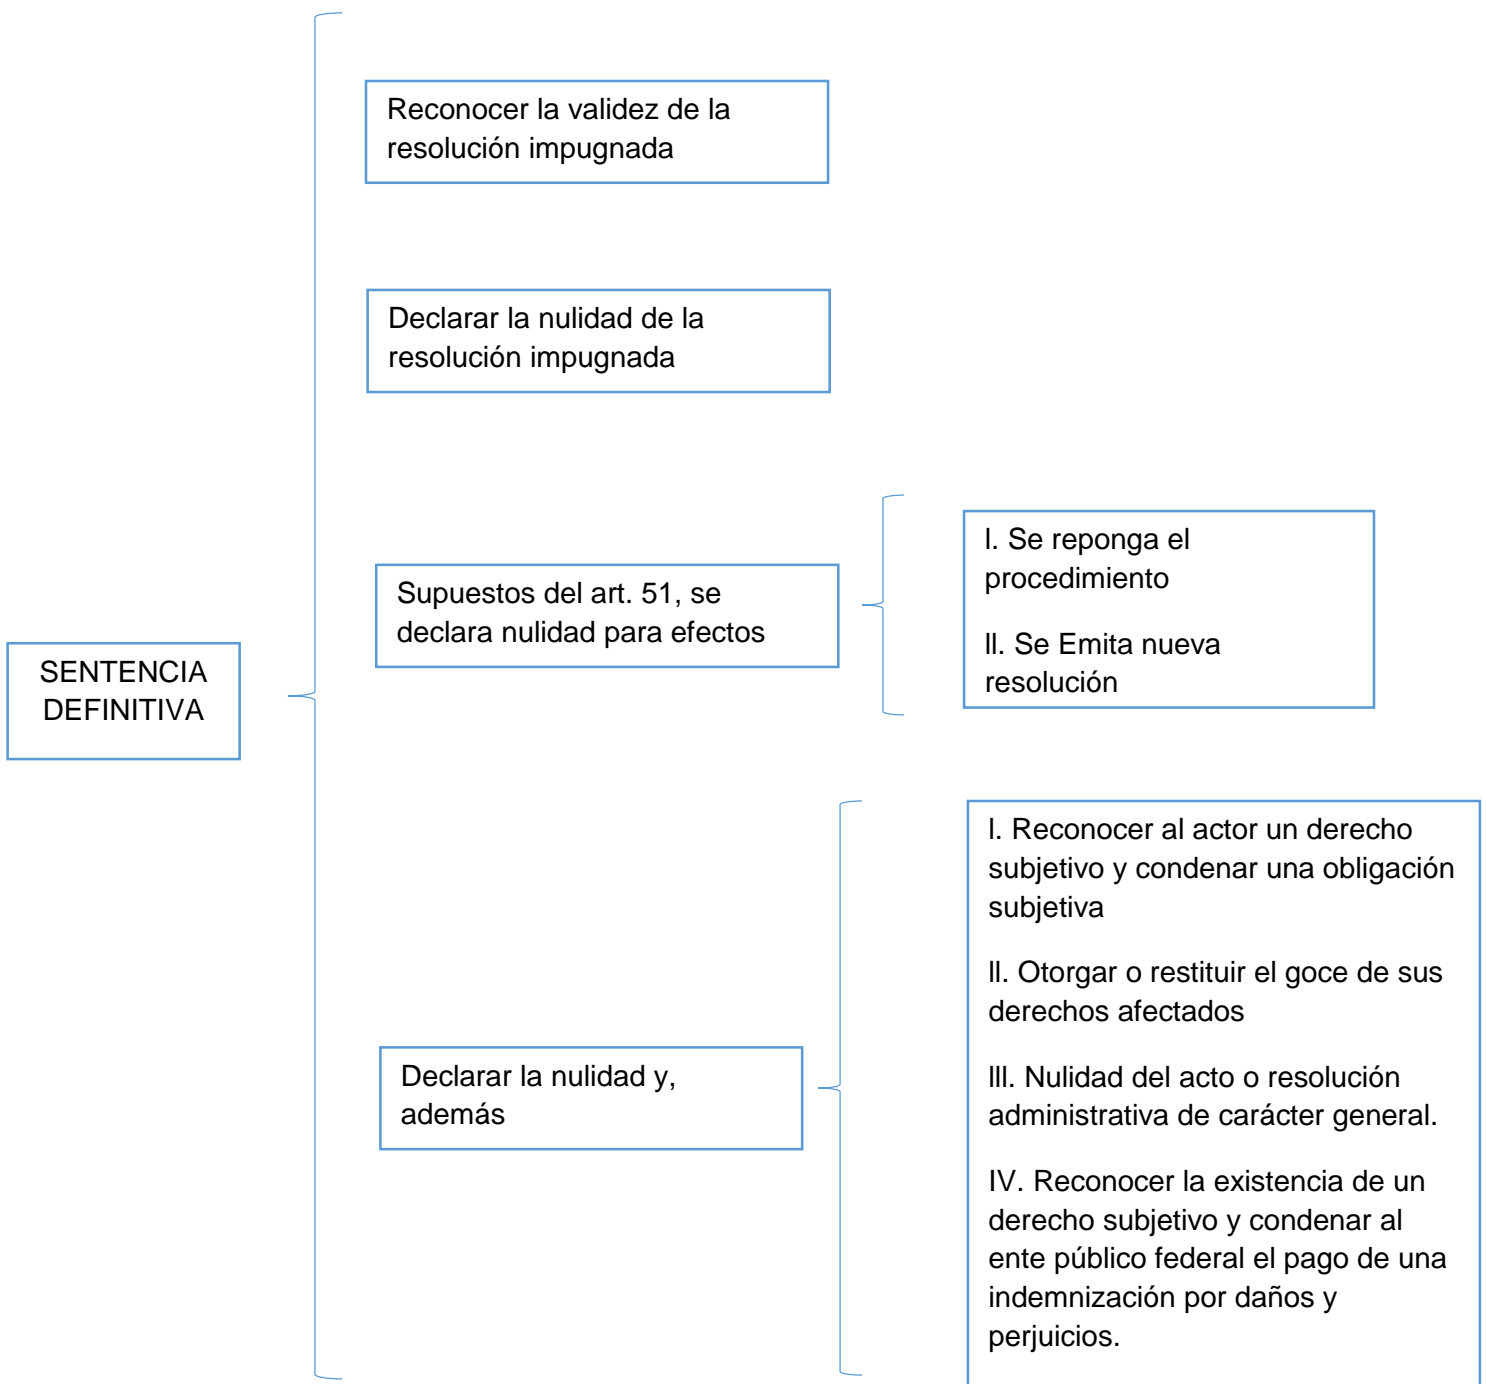 SENTENCIA
DEFINITIVA
Reconocer la validez de la
resolución impugnada
Declarar la nulidad de la
resolución impugnada
Supuestos del art. 51, se
declara nulidad para efectos
I. Se reponga el
procedimiento
II. Se Emita nueva
resolución
Declarar la nulidad y,
además
I. Reconocer al actor un derecho
subjetivo y condenar una obligación
subjetiva
II. Otorgar o restituir el goce de sus
derechos afectados
III. Nulidad del acto o resolución
administrativa de carácter general.
IV. Reconocer la existencia de un
derecho subjetivo y condenar al
ente público federal el pago de una
indemnización por daños y
perjuicios.